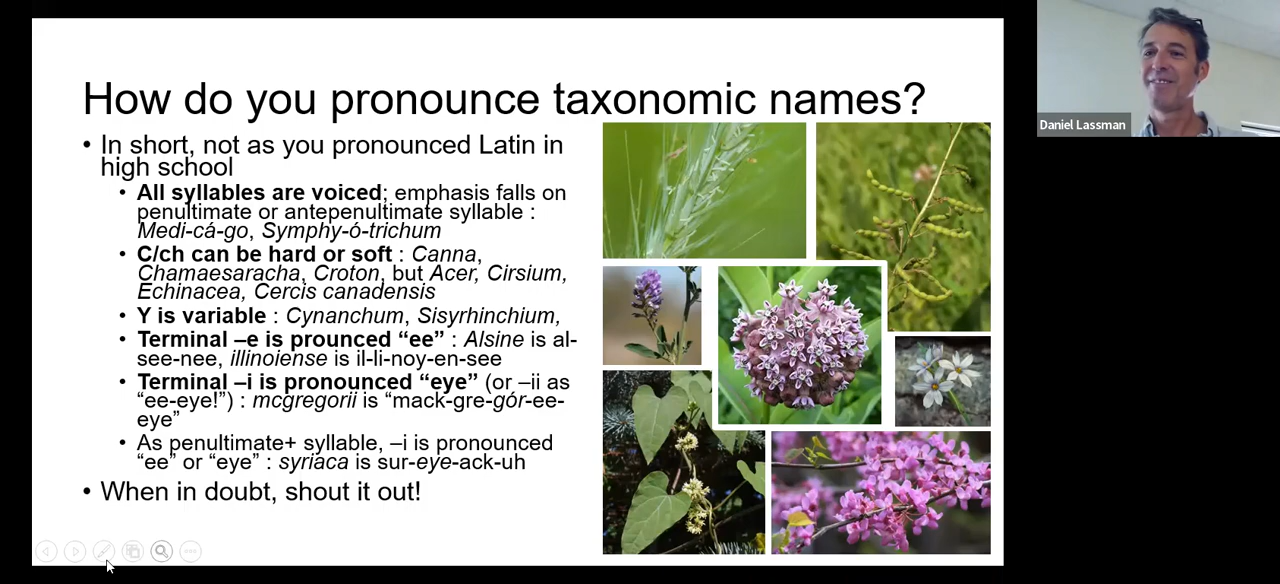 How do you pronounce taxonomic names?
• In short, not as you pronounced Latin in
high school
• All syllables are voiced; emphasis falls on
penultimate or antepenultimate syllable :
Medi-cá-go, Symphy-ó-trichum
• C/ch can be hard or soft : Canna,
Chamaesaracha, Croton, but Acer, Cirsium,
Echinacea, Cercis canadensis
• Y is variable : Cynanchum, Sisyrhinchium,
• Terminal –e is prounced “ee” : Alsine is al-
see-nee, illinoiense is il-li-noy-en-see
• Terminal –i is pronounced “eye” (or –ii as
“ee-eye!”) : mcgregorii is “mack-gre-gór-ee-
eye”
• As penultimate+ syllable, –i is pronounced
“ee” or “eye” : syriaca is sur-eye-ack-uh
• When in doubt, shout it out!
Daniel Lassman